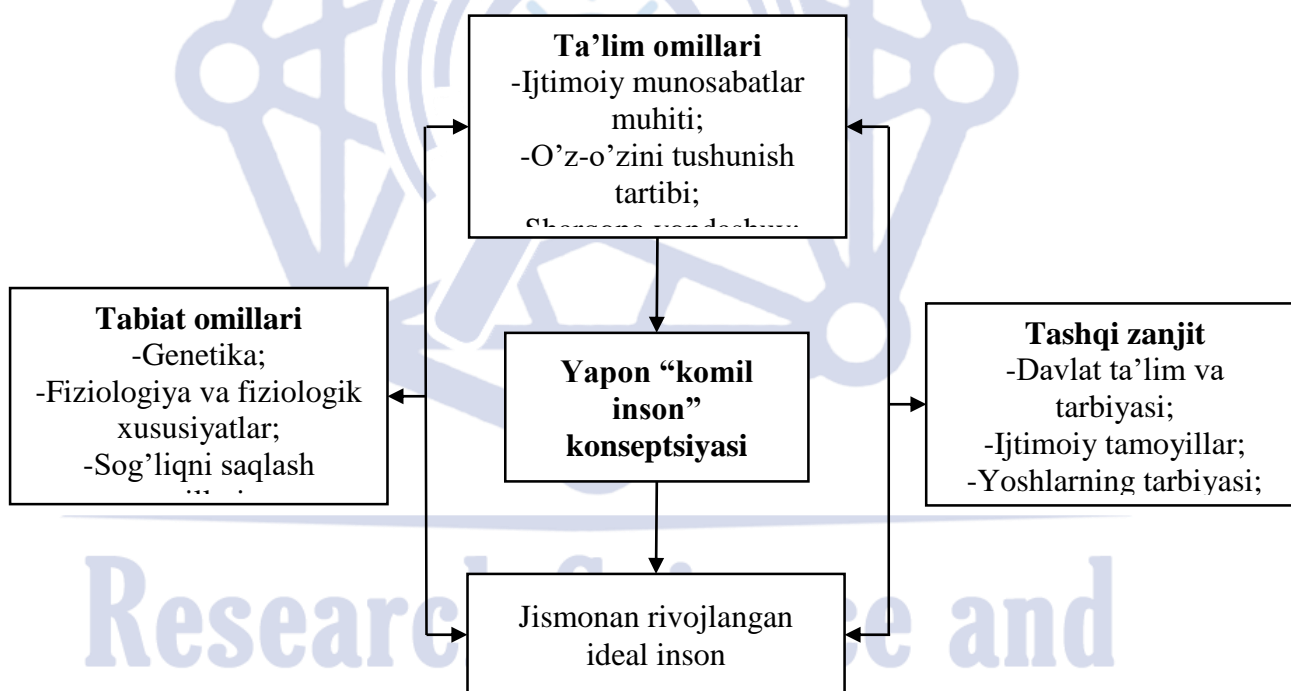 Ta’lim omillari
-Ijtimoiy munosabatlar
muhiti;
-O’z-o’zini tushunish
tartibi;
Tabiat omillari
-Genetika;
-Fiziologiya va fiziologik
xususiyatlar;
-Sog’liqni saqlash
Yapon “komil
inson”
konseptsiyasi
Tashqi zanjit
-Davlat ta’lim va
tarbiyasi;
-Ijtimoiy tamoyillar;
-Yoshlarning tarbiyasi;
Jismonan rivojlangan
ideal inson
and